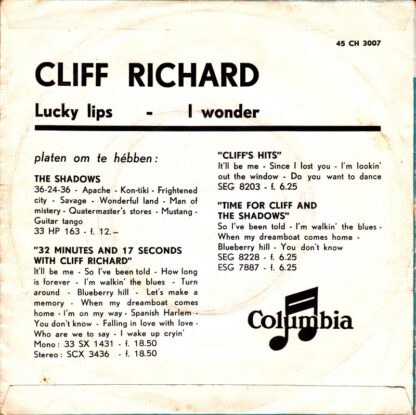 45 CH 3007
CLIFF RICHARD
Lucky lips - I wonder
platen om te hébben:
THE SHADOWS
36-24-36 - Apache - Kon-tiki - Frightened
city - Savage - Wonderful land - Man of
mistery - Quatermaster's stores - Mustang -
Guitar tango
33 HP 163 - f. 12.—
"32 MINUTES AND 17 SECONDS
WITH CLIFF RICHARD"
It'll be me - So I've been told - How long
is forever - I'm walkin' the blues - Turn
around - Blueberry hill - Let's make a
memory - When my dreamboat comes
home - I'm on my way - Spanish Harlem -
You don't know - Falling in love with love -
Who are we to say - I wake up cryin'
Mono: 33 SX 1431 - f. 18.50
Stereo: SCX 3436 - f. 18.50
"CLIFF'S HITS"
It'll be me - Since I lost you - I'm lookin'
out the window - Do you want to dance
SEG 8203 - f. 6.25
"TIME FOR CLIFF AND
THE SHADOWS"
So I've been told - I'm walkin' the blues -
When my dreamboat comes home -
Blueberry hill - You don't know
SEG 8228 - f. 6.25
ESG 7887 - f. 6.25
Columbia